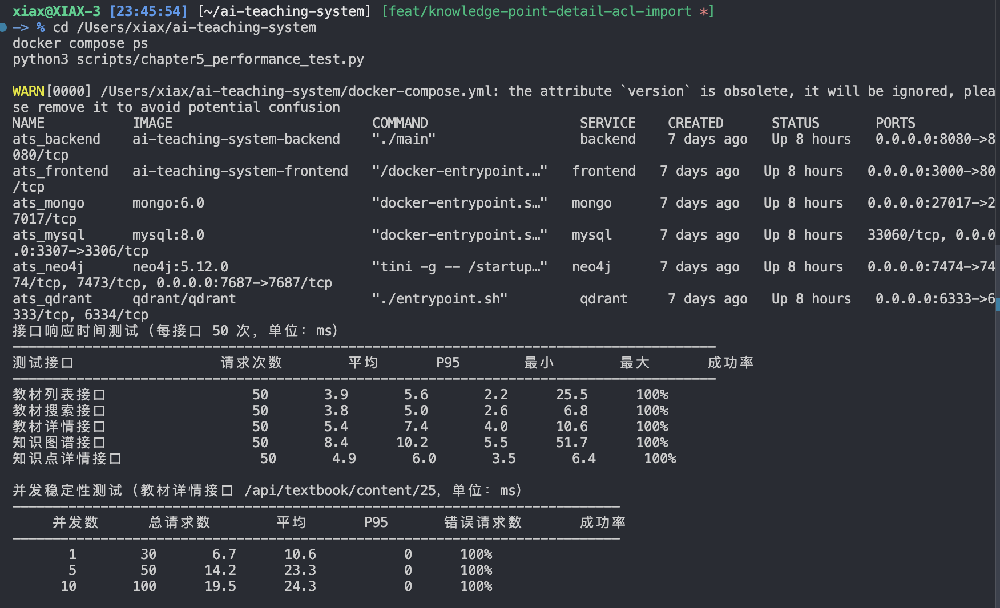 xiax@XIAX-3 [23:45:54] [~/ai-teaching-system] [feat/knowledge-point-detail-acl-import *]
-> % cd /Users/xiax/ai-teaching-system
docker compose ps
python3 scripts/chapter5_performance_test.py
WARN[0000] /Users/xiax/ai-teaching-system/docker-compose.yml: the attribute `version` is obsolete, it will be ignored, plea
se remove it to avoid potential confusion
NAME IMAGE COMMAND SERVICE CREATED STATUS PORTS
ats_backend ai-teaching-system-backend "./main" backend 7 days ago Up 8 hours 0.0.0.0:8080->8
080/tcp
ats_frontend ai-teaching-system-frontend "/docker-entrypoint.…" frontend 7 days ago Up 8 hours 0.0.0.0:3000->80
/tcp
ats_mongo mongo:6.0 "docker-entrypoint.s…" mongo 7 days ago Up 8 hours 0.0.0.0:27017->2
7017/tcp
ats_mysql mysql:8.0 "docker-entrypoint.s…" mysql 7 days ago Up 8 hours 33060/tcp, 0.0.0
.0:3307->3306/tcp
ats_neo4j neo4j:5.12.0 "tini -g -- /startup…" neo4j 7 days ago Up 8 hours 0.0.0.0:7474->74
74/tcp, 7473/tcp, 0.0.0.0:7687->7687/tcp
ats_qdrant qdrant/qdrant "./entrypoint.sh" qdrant 7 days ago Up 8 hours 0.0.0.0:6333->6
333/tcp, 6334/tcp
接口响应时间测试（每接口 50 次，单位：ms）
----------------------------------------------------------------------------------------
测试接口 请求次数 平均 P95 最小 最大 成功率
----------------------------------------------------------------------------------------
教材列表接口 50 3.9 5.6 2.2 25.5 100%
教材搜索接口 50 3.8 5.0 2.6 6.8 100%
教材详情接口 50 5.4 7.4 4.0 10.6 100%
知识图谱接口 50 8.4 10.2 5.5 51.7 100%
知识点详情接口 50 4.9 6.0 3.5 6.4 100%
并发稳定性测试（教材详情接口 /api/textbook/content/25，单位：ms）
----------------------------------------------------------------------------
并发数 总请求数 平均 P95 错误请求数 成功率
----------------------------------------------------------------------------
1 30 6.7 10.6 0 100%
5 50 14.2 23.3 0 100%
10 100 19.5 24.3 0 100%